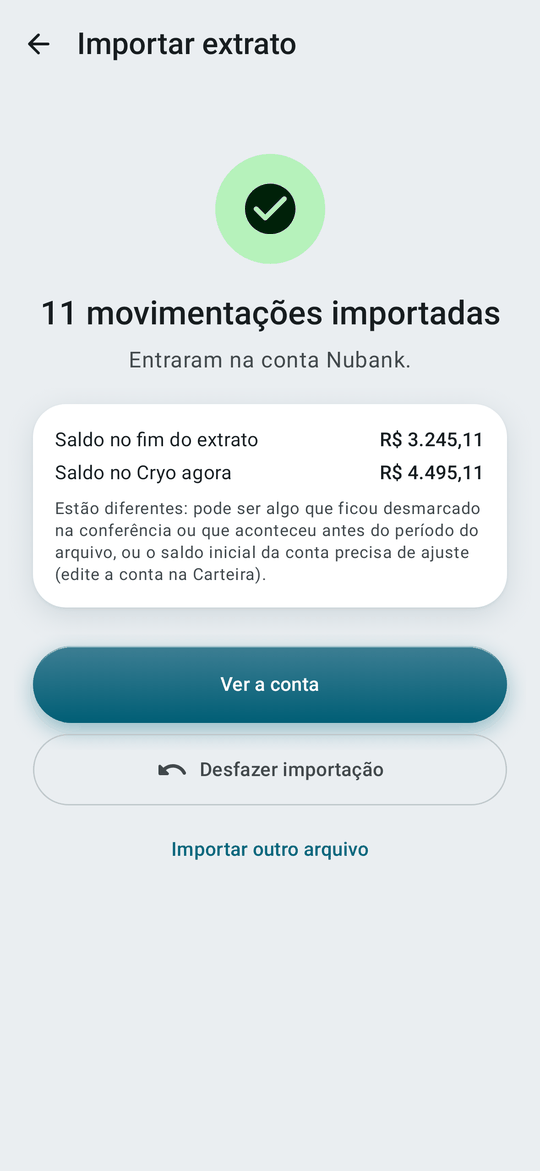 Importar extrato
11 movimentações importadas
Entraram na conta Nubank.
Saldo no fim do extrato R$ 3.245,11
Saldo no Cryo agora R$ 4.495,11
Estão diferentes: pode ser algo que ficou desmarcado
na conferência ou que aconteceu antes do período do
arquivo, ou o saldo inicial da conta precisa de ajuste
(edite a conta na Carteira).
Ver a conta
Desfazer importação
Importar outro arquivo